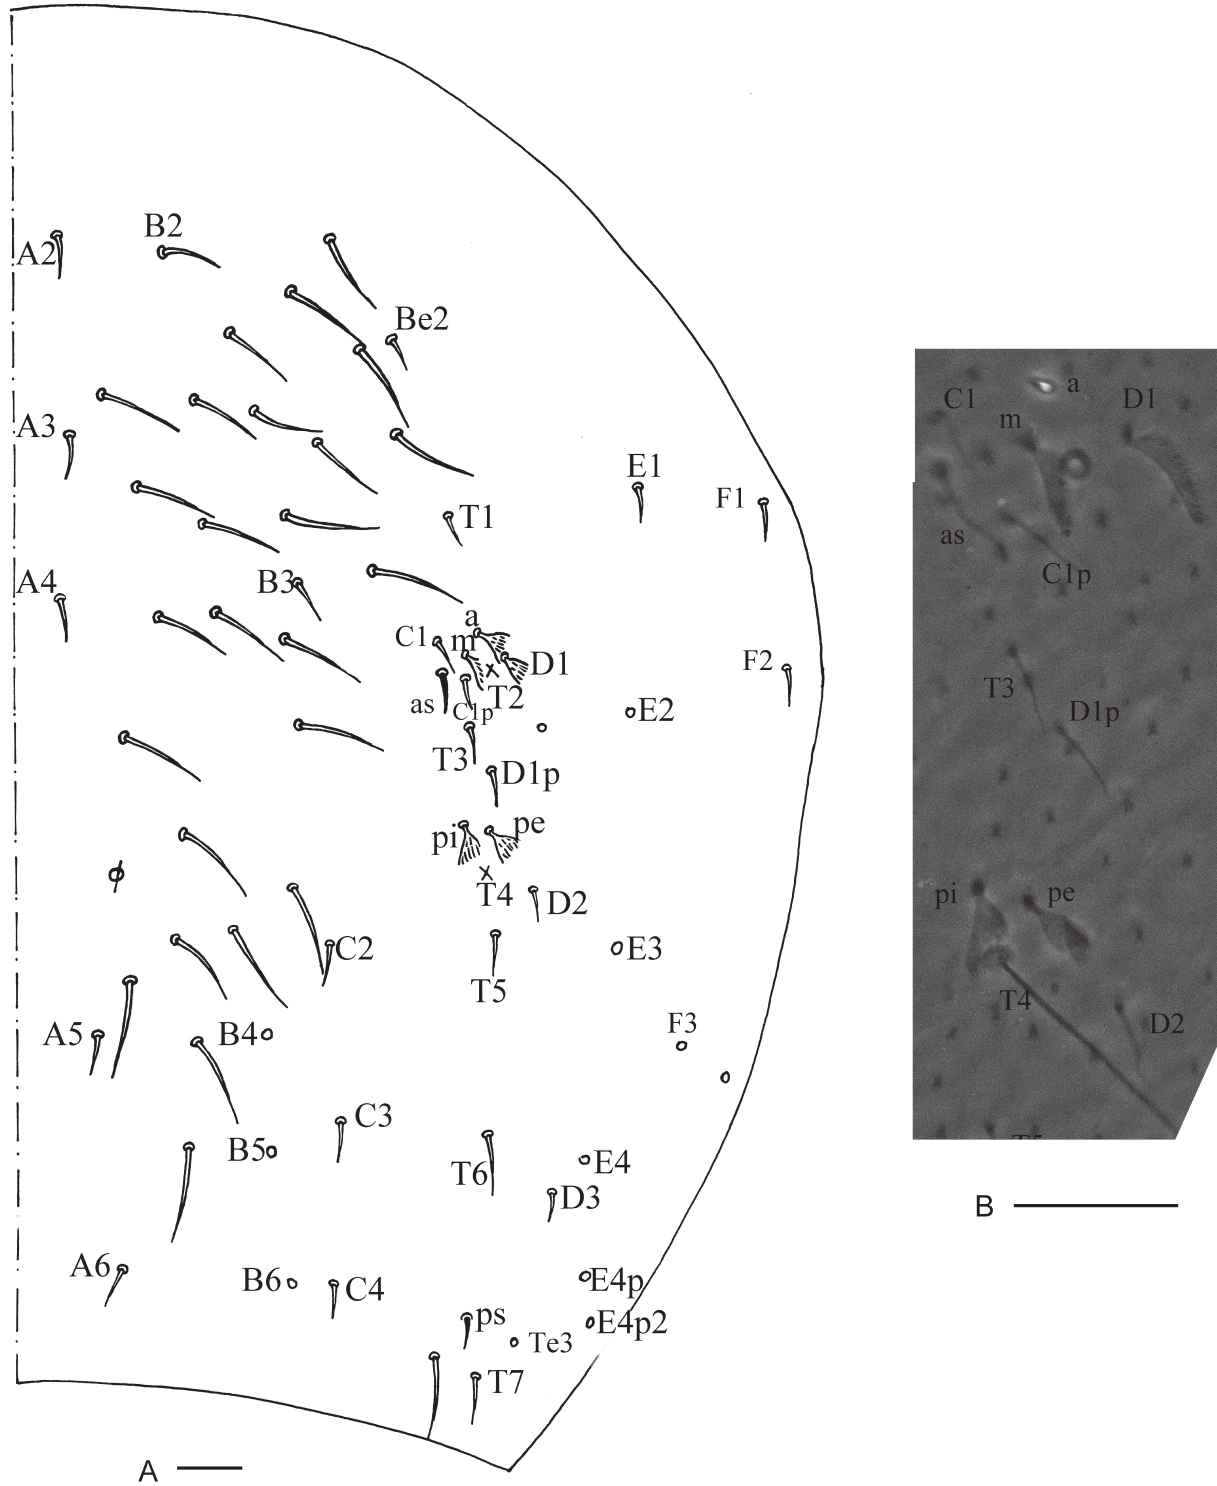 A2
B2
Be2
A3
E1
F1
T1
A4
B3
a
C1
m
D1
F2
as
C1p
T2
E2
T3
D1p
pi
pe
T4
D2
C2
E3
T5
A5
B4
F3
C3
B5
T6
E4
D3
A6
B6
C4
E4p
ps
E4p2
Te3
T7
A
a
C1
D1
m
as
C1p
T3
D1p
pi
pe
T4
D2
T5
B